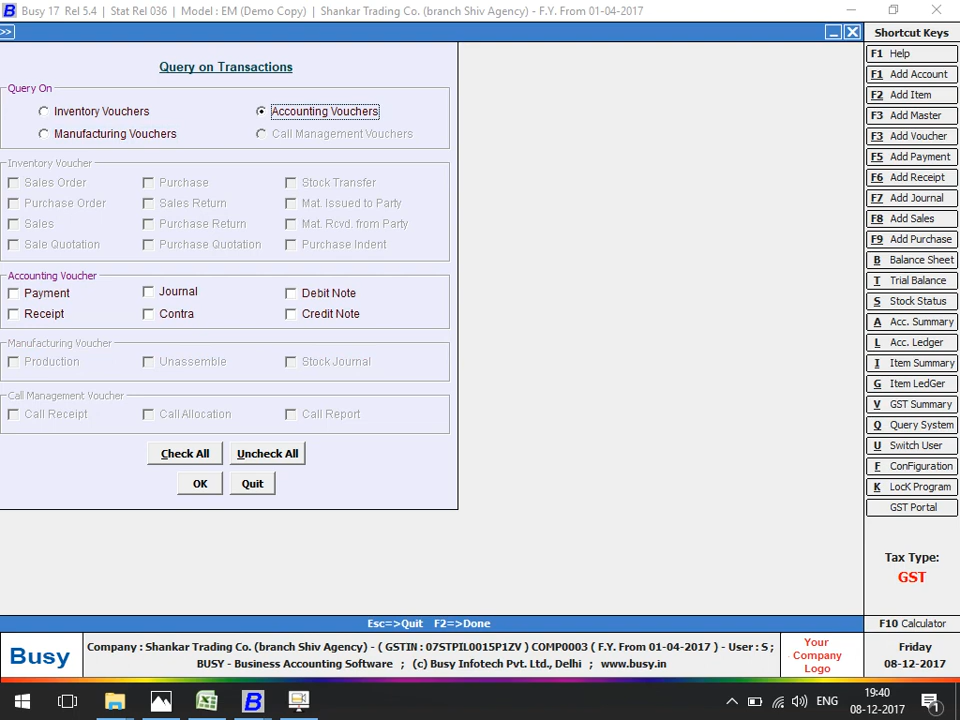 Busy 17 Rel 5.4 | Stat Rel 036 | Model : EM (Demo Copy) | Shankar Trading Co. (branch Shiv Agency) - F.Y. From 01-04-2017
>>
Query on Transactions
Query On
Inventory Vouchers Accounting Vouchers
Manufacturing Vouchers Call Management Vouchers
Inventory Voucher
Sales Order Purchase Stock Transfer
Purchase Order Sales Return Mat. Issued to Party
Sales Purchase Return Mat. Rcvd. from Party
Sale Quotation Purchase Quotation Purchase Indent
Accounting Voucher
Payment Journal Debit Note
Receipt Contra Credit Note
Manufacturing Voucher
Production Unassemble Stock Journal
Call Management Voucher
Call Receipt Call Allocation Call Report
Check All Uncheck All
OK Quit
Shortcut Keys
F1 Help
F1 Add Account
F2 Add Item
F3 Add Master
F3 Add Voucher
F5 Add Payment
F6 Add Receipt
F7 Add Journal
F8 Add Sales
F9 Add Purchase
B Balance Sheet
T Trial Balance
S Stock Status
A Acc. Summary
L Acc. Ledger
I Item Summary
G Item LedGer
V GST Summary
Q Query System
U Switch User
F ConFiguration
K LocK Program
GST Portal
Tax Type:
GST
Esc=>Quit F2=>Done
F10 Calculator
Busy
Company : Shankar Trading Co. (branch Shiv Agency) - ( GSTIN : 07STPIL0015P1ZV ) COMP0003 ( F.Y. From 01-04-2017 ) - User : S ;
BUSY - Business Accounting Software ; (c) Busy Infotech Pvt. Ltd., Delhi ; www.busy.in
Your
Company
Logo
Friday
08-12-2017
ENG
19:40
08-12-2017
1